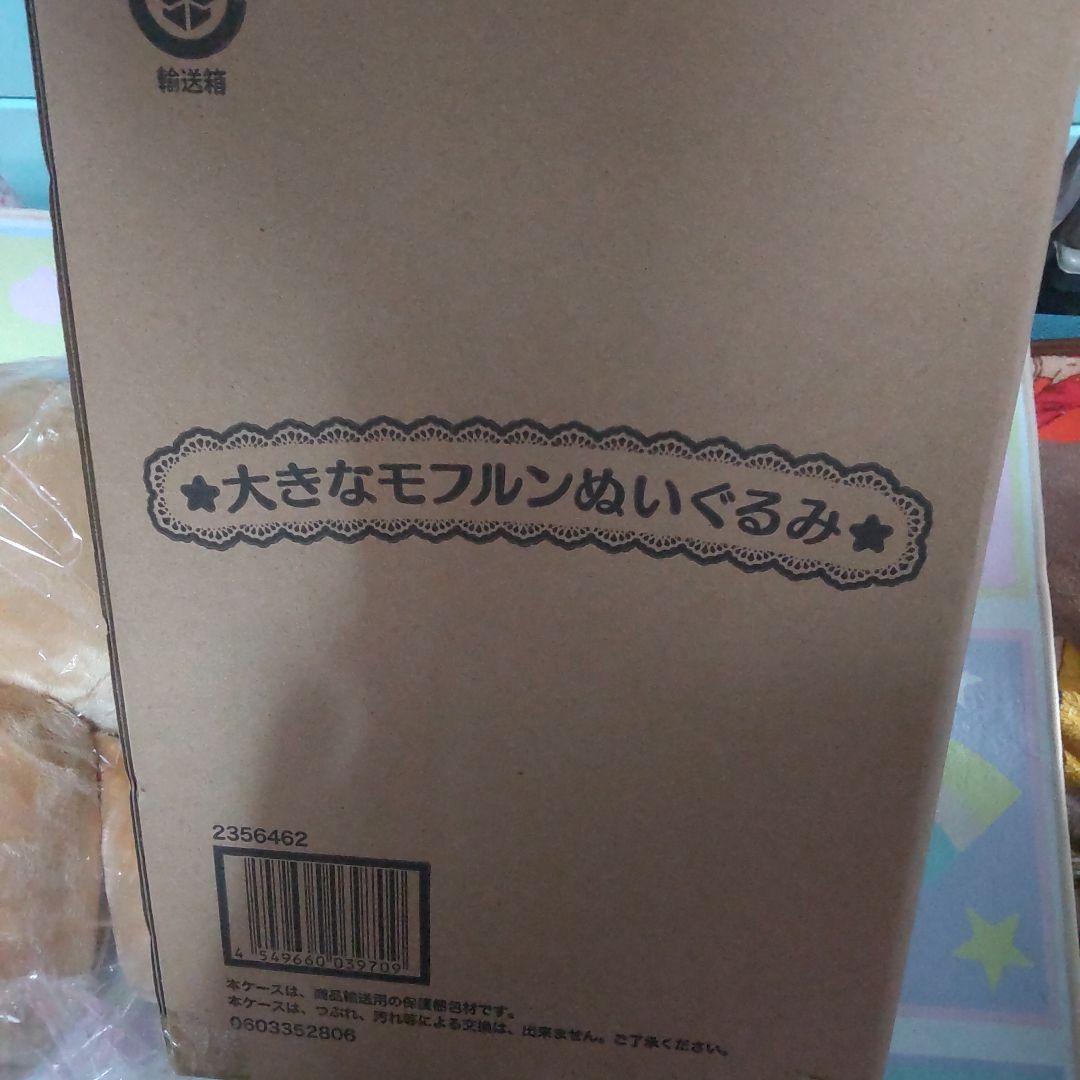 輸送箱
★大きなモフルンぬいぐるみ★
2356462
4 549660 039709
本ケースは、商品輸送用の保護梱包材です。
本ケースは、つぶれ、汚れ等による交換は、出来ません。ご了承ください。
0603352806